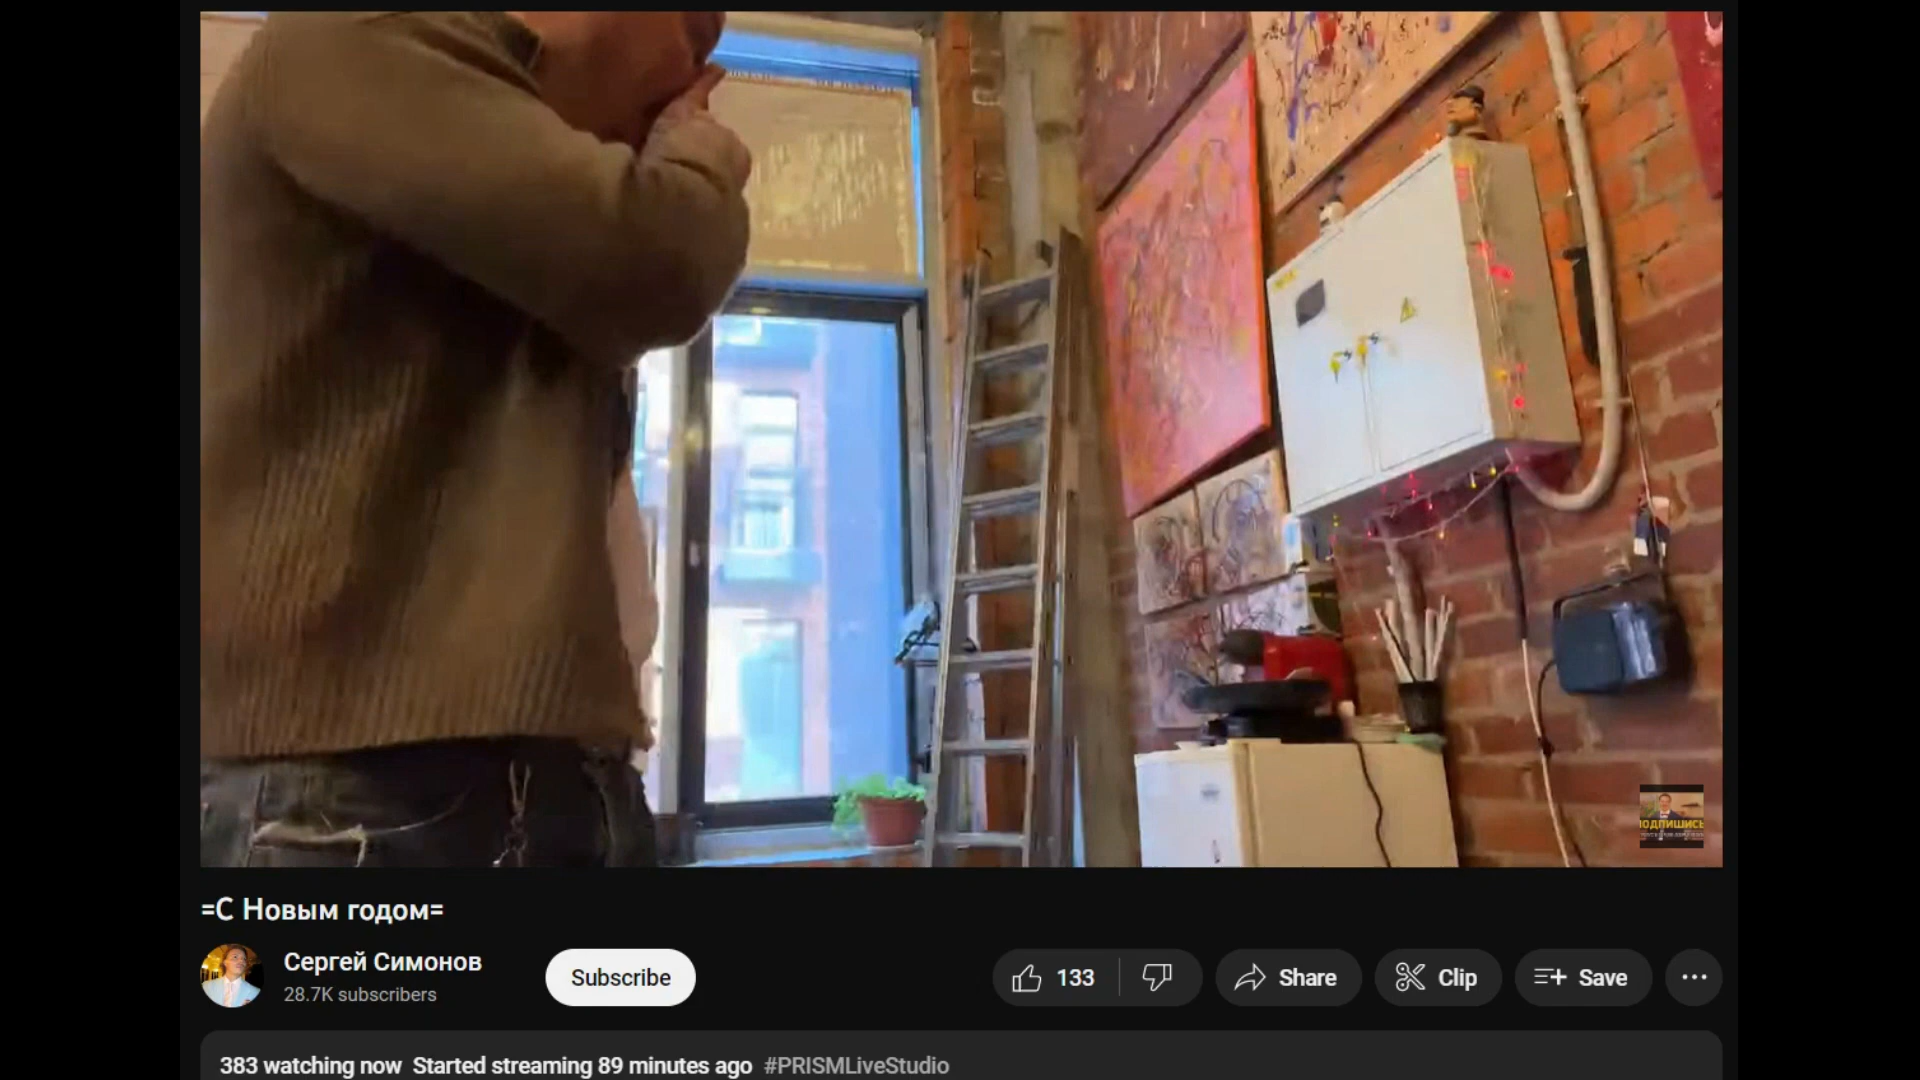 ПОДПИШИСЬ
=С Новым годом=
Сергей Симонов
28.7K subscribers
Subscribe
133
Share
Clip
Save
383 watching now Started streaming 89 minutes ago #PRISMLiveStudio